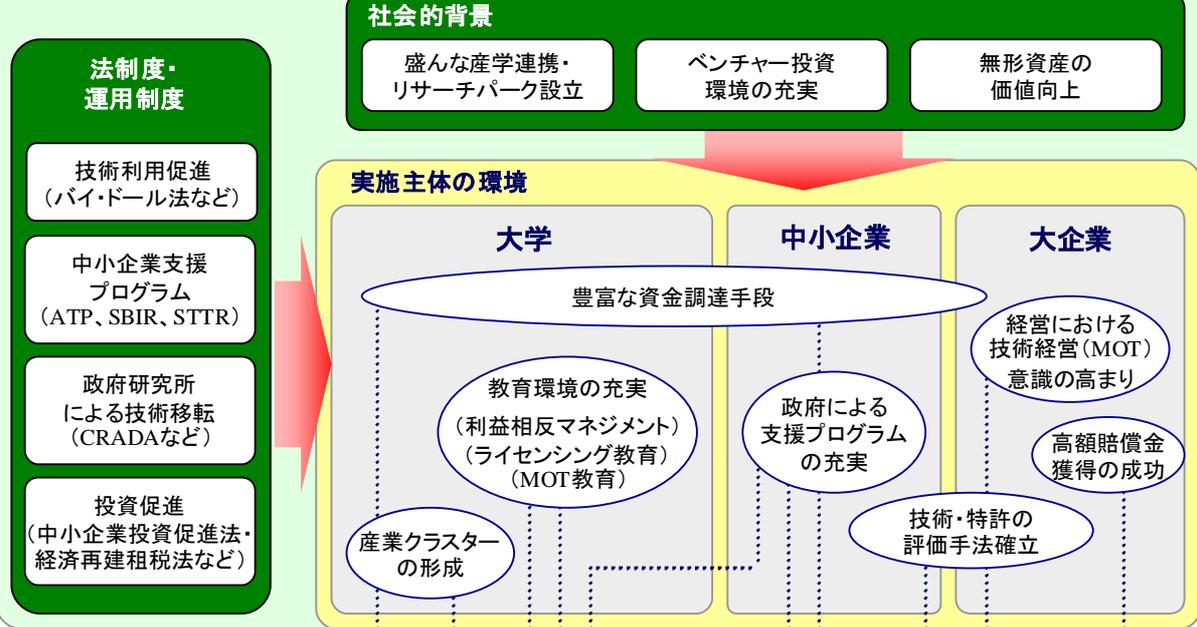 社会的背景
盛んな産学連携・
リサーチパーク設立
ベンチャー投資
環境の充実
無形資産の
価値向上
法制度・
運用制度
技術利用促進
（バイ・ドール法など）
中小企業支援
プログラム
（ATP、SBIR、STTR）
政府研究所
による技術移転
（CRADAなど）
投資促進
（中小企業投資促進法・
経済再建租税法など）
実施主体の環境
大学
中小企業
大企業
豊富な資金調達手段
経営における
技術経営（MOT）
意識の高まり
教育環境の充実
（利益相反マネジメント）
（ライセンシング教育）
（MOT教育）
政府による
支援プログラム
の充実
高額賠償金
獲得の成功
産業クラスター
の形成
技術・特許の
評価手法確立